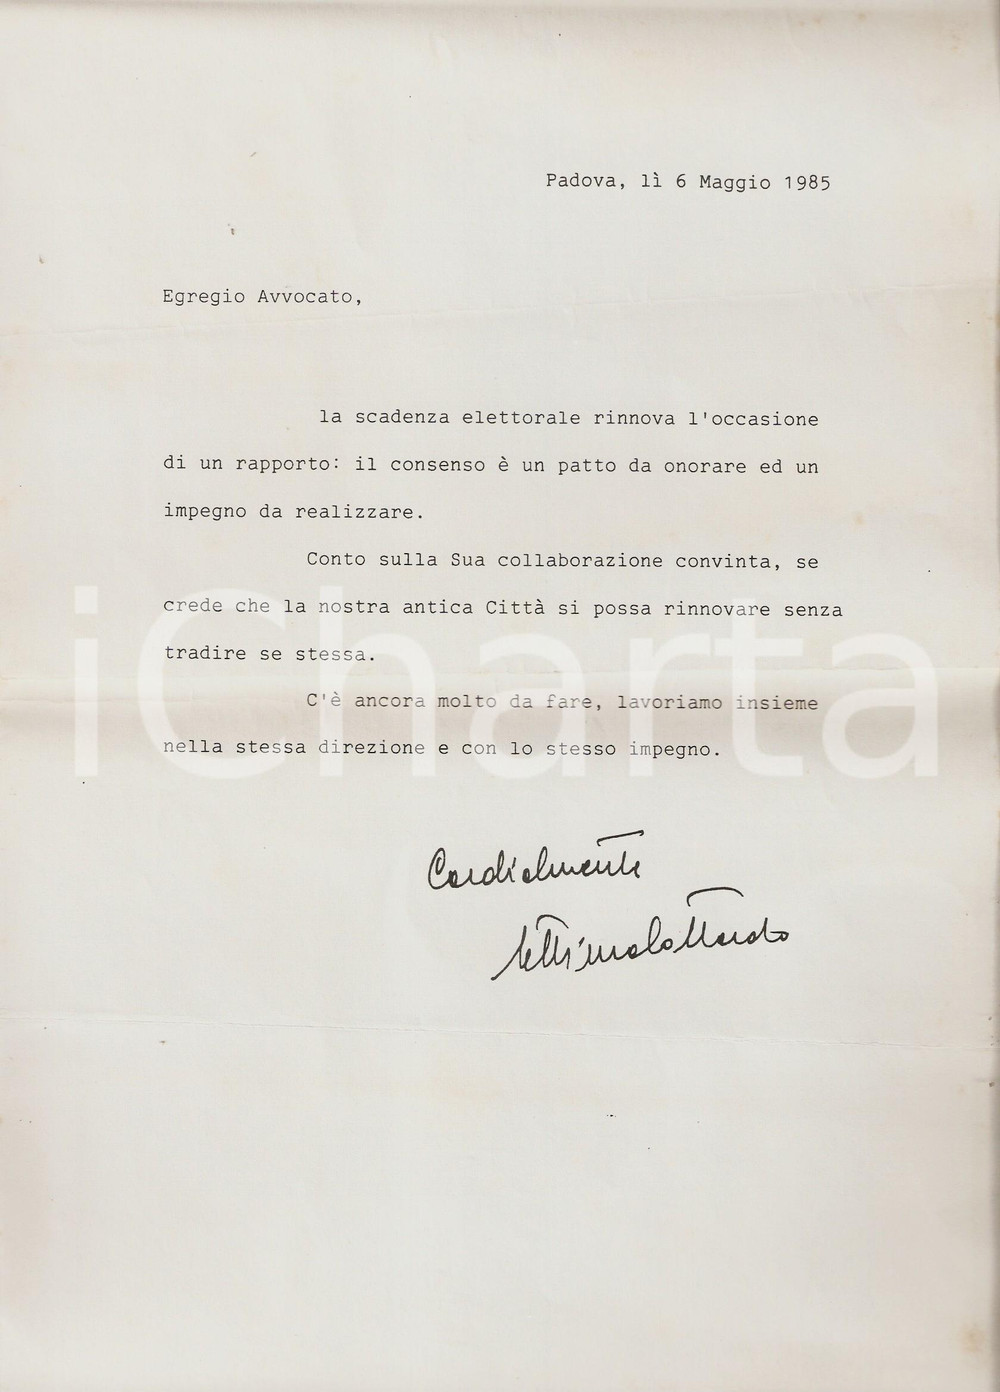 Padova, lì 6 Maggio 1985
Egregio Avvocato,
la scadenza elettorale rinnova l'occasione
di un rapporto: il consenso è un patto da onorare ed un
impegno da realizzare.
Conto sulla Sua collaborazione convinta, se
crede che la nostra antica Città si possa rinnovare senza
tradire se stessa.
C'è ancora molto da fare, lavoriamo insieme
nella stessa direzione e con lo stesso impegno.
iCharta
Cordialmente
Settimo Gottardo